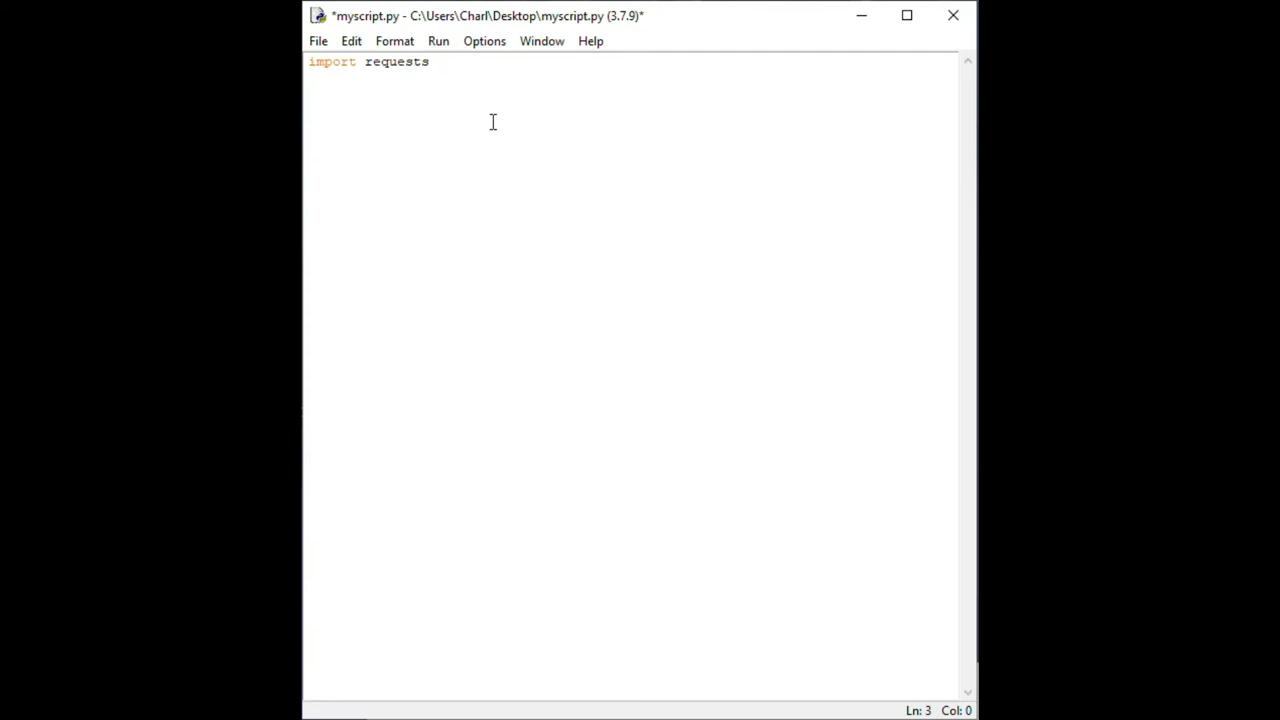 *myscript.py - C:\Users\Charl\Desktop\myscript.py (3.7.9)*
File Edit Format Run Options Window Help
import requests
Ln: 3 Col: 0